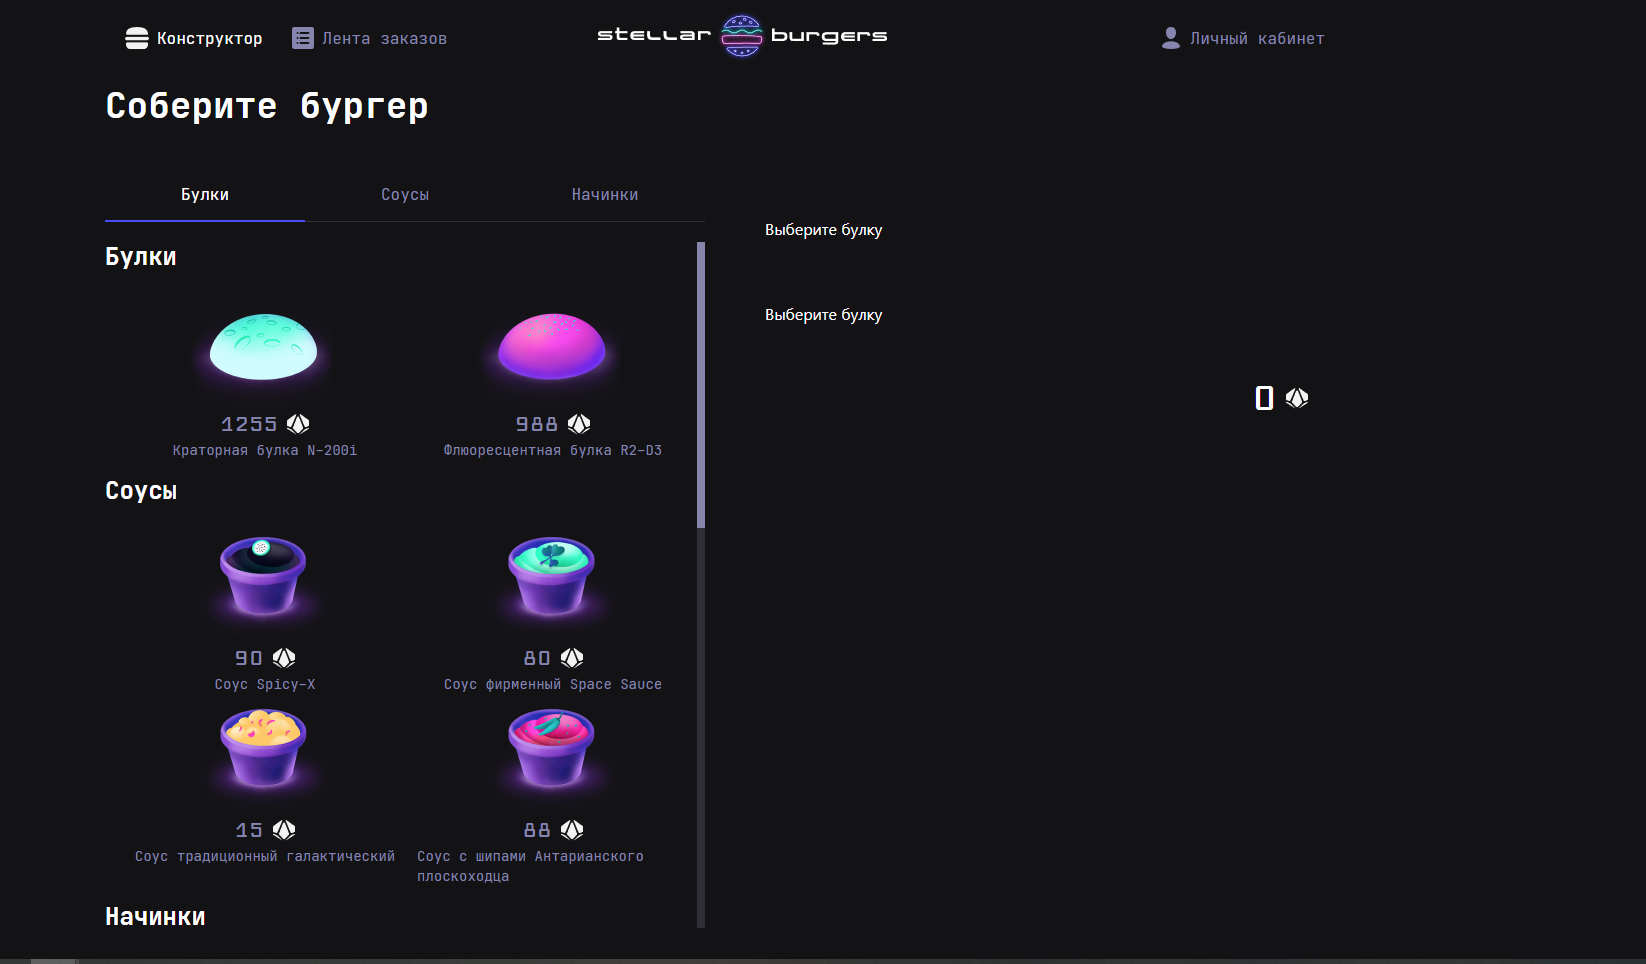 Конструктор
Лента заказов
stellar burgers
Личный кабинет
Соберите бургер
Булки
Соусы
Начинки
Булки
1255
988
Краторная булка N-200i
Флюоресцентная булка R2-D3
Соусы
90
80
Соус Spicy-X
Соус фирменный Space Sauce
15
88
Соус традиционный галактический
Соус с шипами Антарианского
плоскоходца
Начинки
Выберите булку
Выберите булку
0